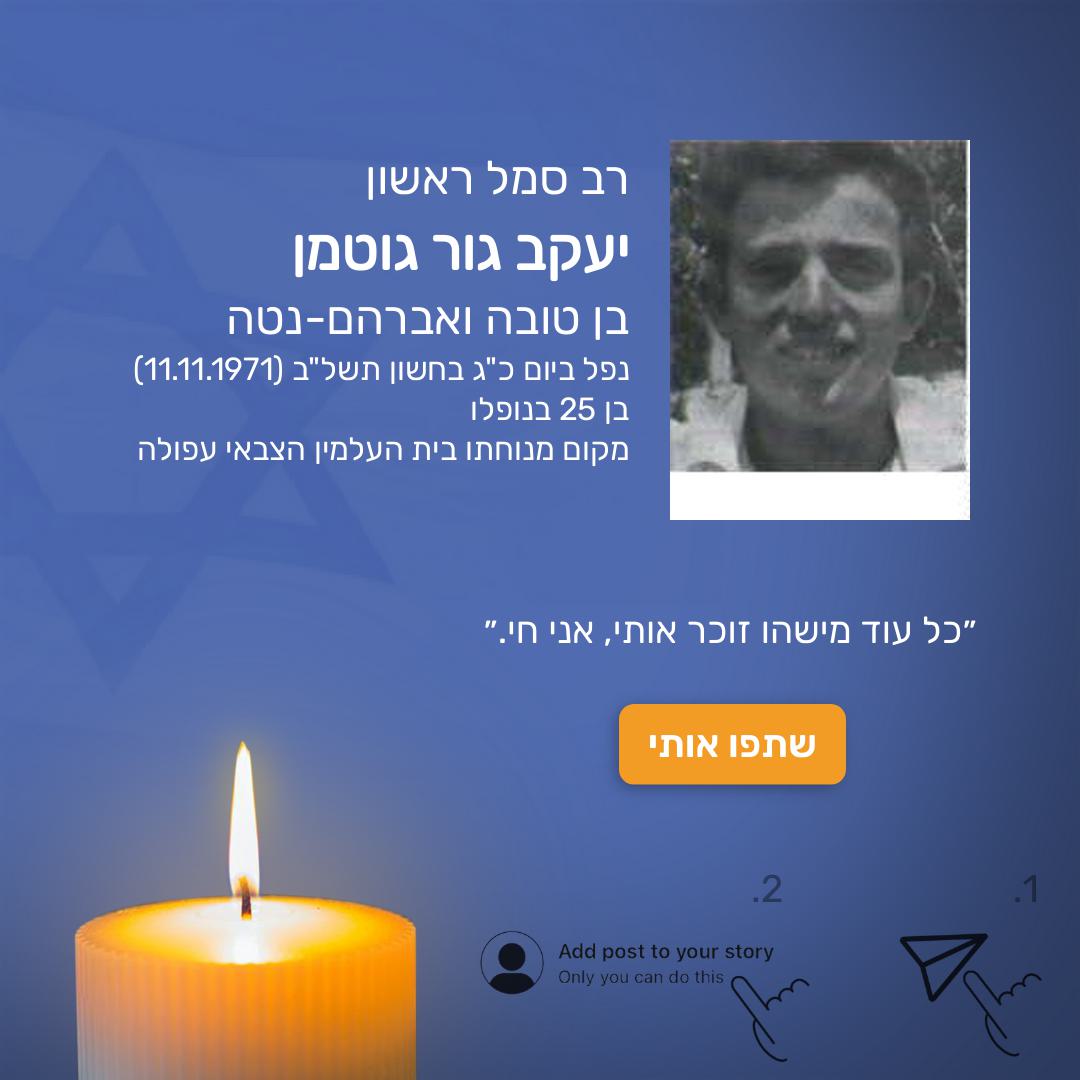 רב סמל ראשון
יעקב גור גוטמן
בן טובה ואברהם-נטה
נפל ביום כ"ג בחשון תשל"ב (11.11.1971)
בן 25 בנופלו
מקום מנוחתו בית העלמין הצבאי עפולה
״כל עוד מישהו זוכר אותי, אני חי.״
שתפו אותי
.1
.2
Add post to your story
Only you can do this